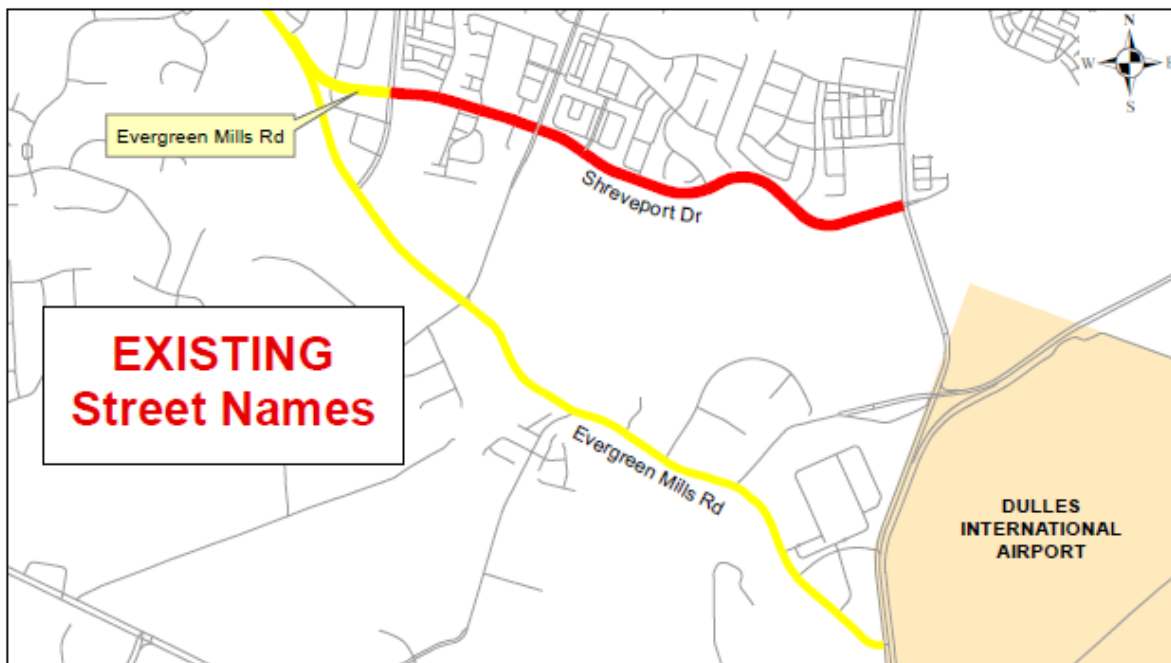 N
W E
S
Evergreen Mills Rd
Shreveport Dr
EXISTING
Street Names
Evergreen Mills Rd
DULLES
INTERNATIONAL
AIRPORT